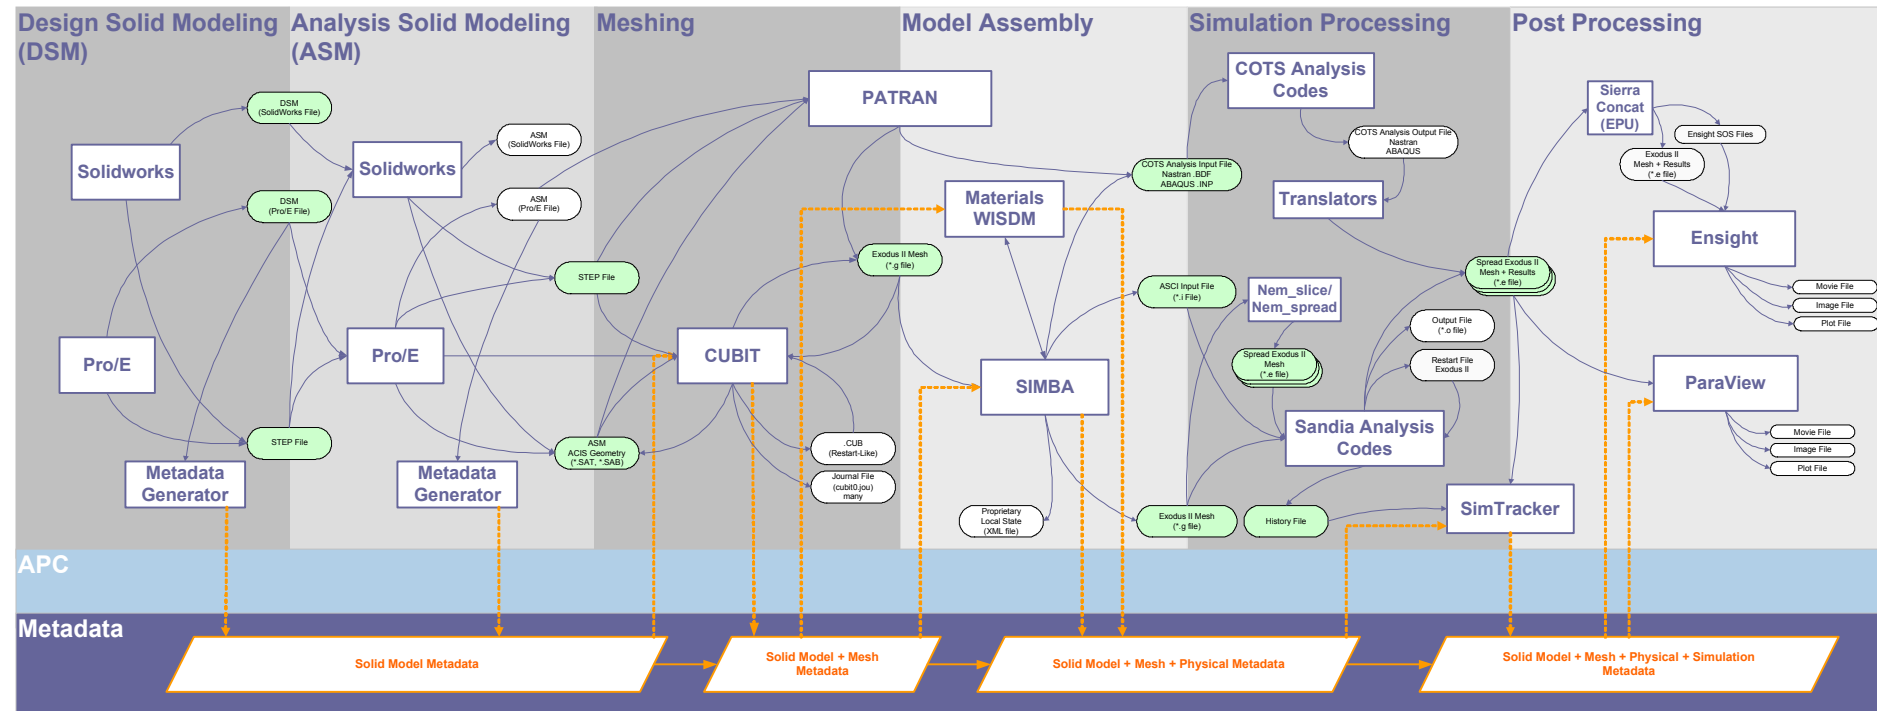 Design Solid Modeling
(DSM)
Analysis Solid Modeling
(ASM)
Meshing
Model Assembly
Simulation Processing
Post Processing
DSM
(SolidWorks File)
Solidworks
DSM
(Pro/E File)
Pro/E
STEP File
Metadata
Generator
ASM
(SolidWorks File)
Solidworks
ASM
(Pro/E File)
STEP File
Pro/E
ASM
ACIS Geometry
(*.SAT, *.SAB)
Metadata
Generator
PATRAN
Exodus II Mesh
(*.g file)
CUBIT
.CUB
(Restart-Like)
Journal File
(cubit0.jou)
many
COTS Analysis Input File
Nastran .BDF
ABAQUS .INP
Materials
WISDM
ASCI Input File
(*.i File)
SIMBA
Proprietary
Local State
(XML file)
Exodus II Mesh
(*.g file)
COTS Analysis
Codes
COTS Analysis Output File
Nastran
ABAQUS
Translators
Nem_slice/
Nem_spread
Spread Exodus II
Mesh
(*.e file)
Output File
(*.o file)
Restart File
Exodus II
Sandia Analysis
Codes
History File
Spread Exodus II
Mesh + Results
(*.e file)
SimTracker
Sierra
Concat
(EPU)
Ensight SOS Files
Exodus II
Mesh + Results
(*.e file)
Ensight
Movie File
Image File
Plot File
ParaView
Movie File
Image File
Plot File
APC
Metadata
Solid Model Metadata
Solid Model + Mesh
Metadata
Solid Model + Mesh + Physical Metadata
Solid Model + Mesh + Physical + Simulation
Metadata